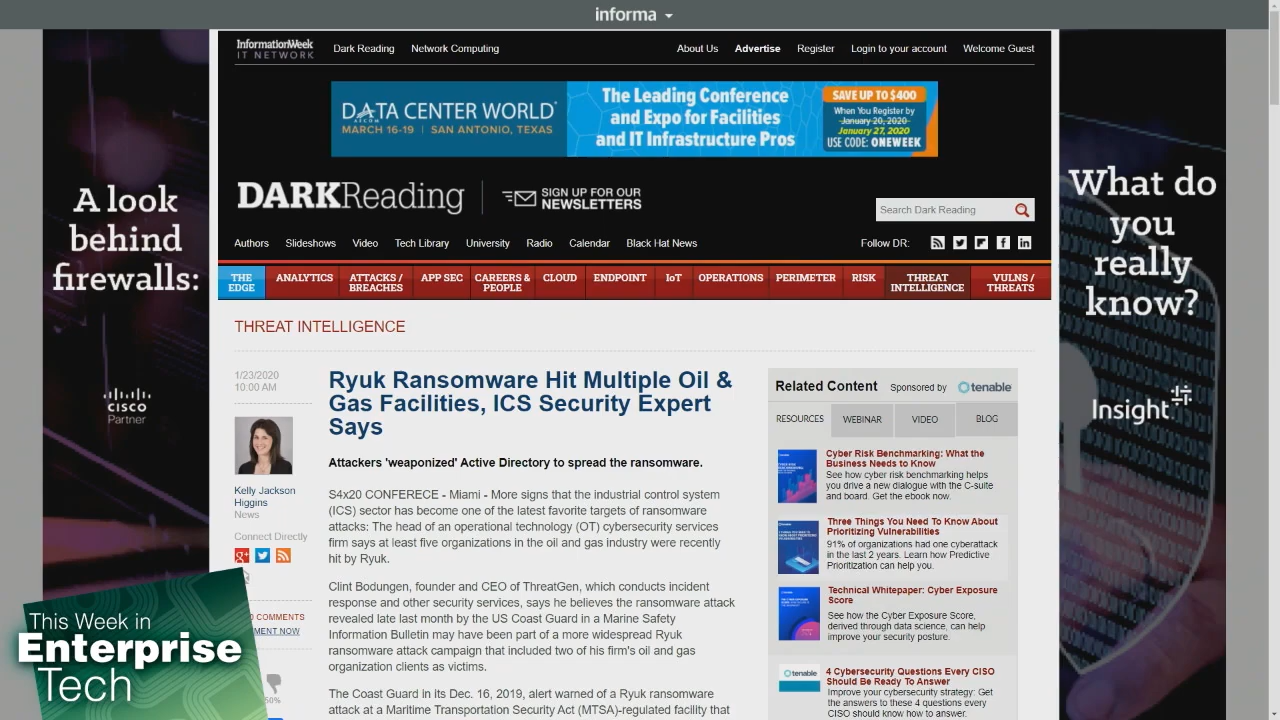 informa
InformationWeek
IT NETWORK
Dark Reading
Network Computing
About Us
Advertise
Register
Login to your account
Welcome Guest
DATA CENTER WORLD
AFCOM
MARCH 16-19 | SAN ANTONIO, TEXAS
The Leading Conference
and Expo for Facilities
and IT Infrastructure Pros
SAVE UP TO $400
When You Register by
January 20, 2020
January 27, 2020
USE CODE: ONEWEEK
DARKReading
SIGN UP FOR OUR
NEWSLETTERS
Search Dark Reading
Authors
Slideshows
Video
Tech Library
University
Radio
Calendar
Black Hat News
Follow DR:
THE
EDGE
ANALYTICS
ATTACKS /
BREACHES
APP SEC
CAREERS &
PEOPLE
CLOUD
ENDPOINT
IoT
OPERATIONS
PERIMETER
RISK
THREAT
INTELLIGENCE
VULNS /
THREATS
A look
behind
firewalls:
CISCO
Partner
What do
you
really
know?
Insight
THREAT INTELLIGENCE
1/23/2020
10:00 AM
Kelly Jackson
Higgins
News
Connect Directly
g+
COMMENTS
MENT NOW
50%
Ryuk Ransomware Hit Multiple Oil &
Gas Facilities, ICS Security Expert
Says
Attackers 'weaponized' Active Directory to spread the ransomware.
S4x20 CONFERECE - Miami - More signs that the industrial control system
(ICS) sector has become one of the latest favorite targets of ransomware
attacks: The head of an operational technology (OT) cybersecurity services
firm says at least five organizations in the oil and gas industry were recently
hit by Ryuk.
Clint Bodungen, founder and CEO of ThreatGen, which conducts incident
response and other security services, says he believes the ransomware attack
revealed late last month by the US Coast Guard in a Marine Safety
Information Bulletin may have been part of a more widespread Ryuk
ransomware attack campaign that included two of his firm's oil and gas
organization clients as victims.
The Coast Guard in its Dec. 16, 2019, alert warned of a Ryuk ransomware
attack at a Maritime Transportation Security Act (MTSA)-regulated facility that
Related Content
Sponsored by
tenable
RESOURCES
WEBINAR
VIDEO
BLOG
Cyber Risk Benchmarking: What the
Business Needs to Know
See how cyber risk benchmarking helps
you drive a new dialogue with the C-suite
and board. Get the ebook now.
Three Things You Need To Know About
Prioritizing Vulnerabilities
91% of organizations had one cyberattack
in the last 2 years. Learn how Predictive
Prioritization can help you.
Technical Whitepaper: Cyber Exposure
Score
See how the Cyber Exposure Score,
derived through data science, can help
improve your security posture.
tenable
4 Cybersecurity Questions Every CISO
Should Be Ready To Answer
Improve your cybersecurity strategy: Get
the answers to these 4 questions every
CISO should know how to answer.
This Week in
Enterprise
Tech